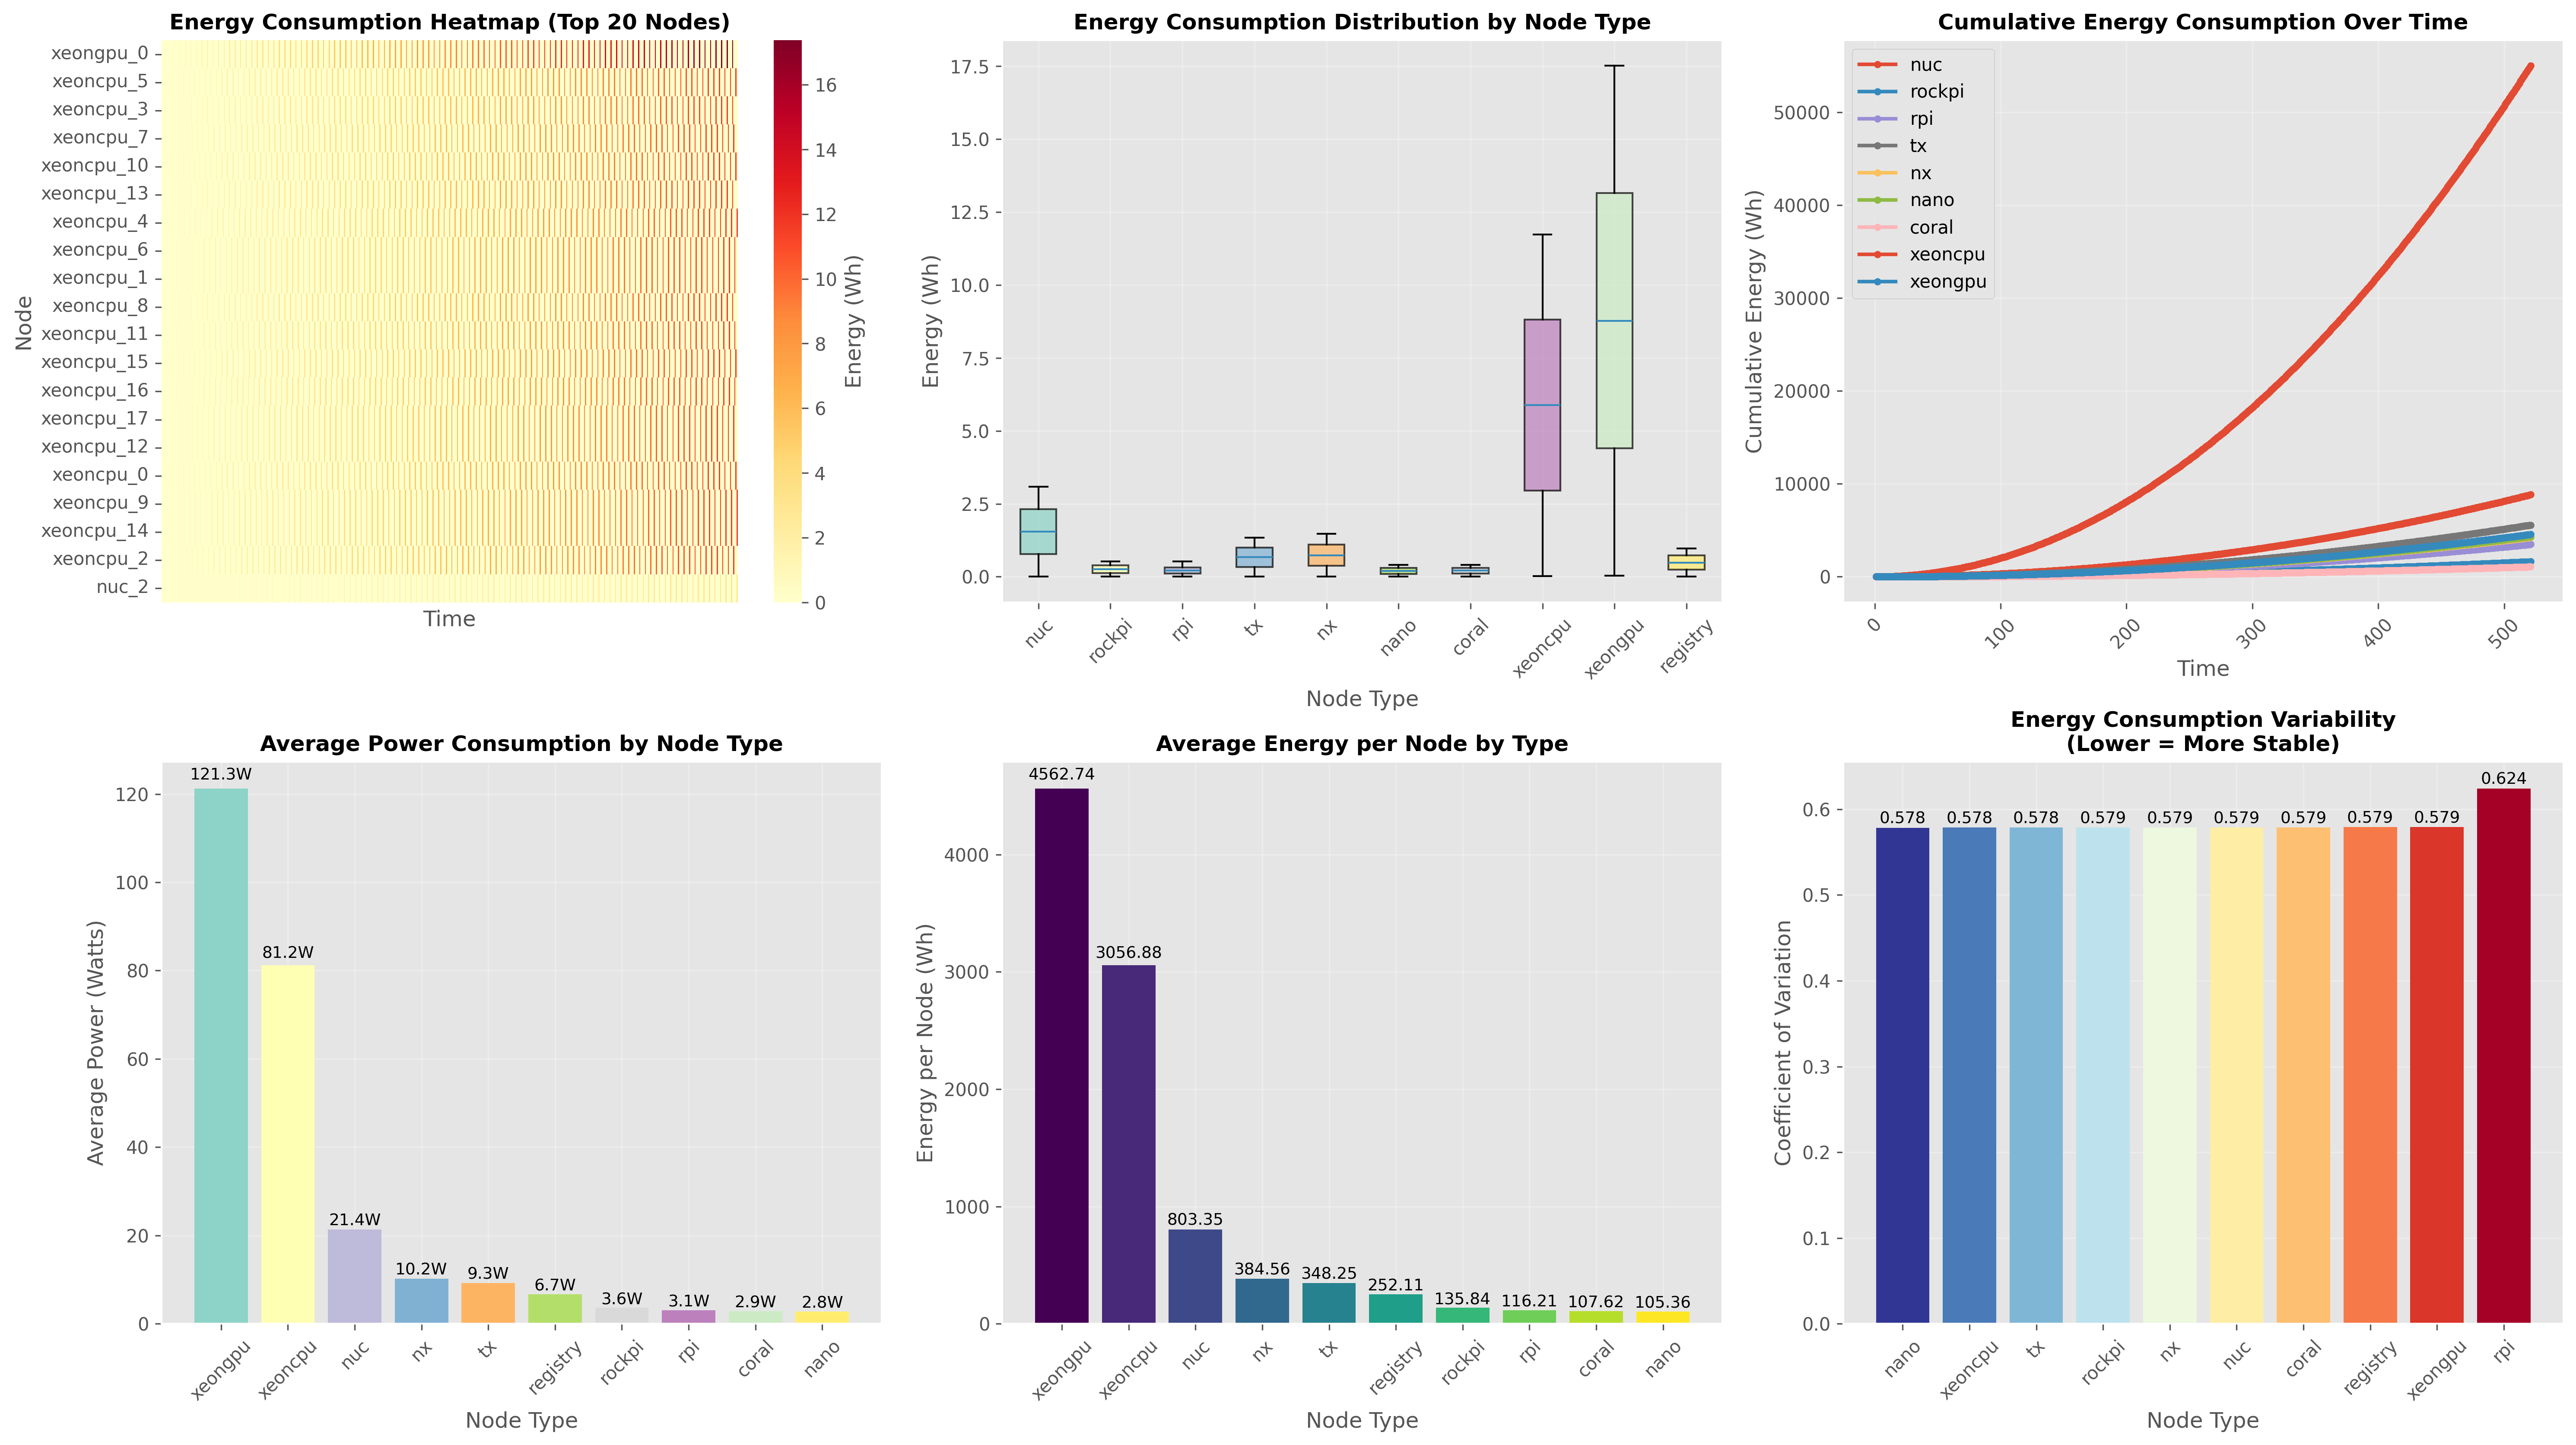 Energy Consumption Heatmap (Top 20 Nodes)
Node
xeongpu_0
xeoncpu_5
xeoncpu_3
xeoncpu_7
xeoncpu_10
xeoncpu_13
xeoncpu_4
xeoncpu_6
xeoncpu_1
xeoncpu_8
xeoncpu_11
xeoncpu_15
xeoncpu_16
xeoncpu_17
xeoncpu_12
xeoncpu_0
xeoncpu_9
xeoncpu_14
xeoncpu_2
nuc_2
Time
16
14
12
10
8
6
4
2
0
Energy (Wh)
Energy Consumption Distribution by Node Type
Energy (Wh)
17.5
15.0
12.5
10.0
7.5
5.0
2.5
0.0
nuc
rockpi
rpi
tx
nx
nano
coral
xeoncpu
xeongpu
registry
Node Type
Cumulative Energy Consumption Over Time
Cumulative Energy (Wh)
50000
40000
30000
20000
10000
0
nuc
rockpi
rpi
tx
nx
nano
coral
xeoncpu
xeongpu
0
100
200
300
400
500
Time
Average Power Consumption by Node Type
Average Power (Watts)
120
100
80
60
40
20
0
121.3W
81.2W
21.4W
10.2W
9.3W
6.7W
3.6W
3.1W
2.9W
2.8W
xeongpu
xeoncpu
nuc
nx
tx
registry
rockpi
rpi
coral
nano
Node Type
Average Energy per Node by Type
Energy per Node (Wh)
4000
3000
2000
1000
0
4562.74
3056.88
803.35
384.56
348.25
252.11
135.84
116.21
107.62
105.36
xeongpu
xeoncpu
nuc
nx
tx
registry
rockpi
rpi
coral
nano
Node Type
Energy Consumption Variability
(Lower = More Stable)
Coefficient of Variation
0.6
0.5
0.4
0.3
0.2
0.1
0.0
0.578
0.578
0.578
0.579
0.579
0.579
0.579
0.579
0.579
0.624
nano
xeoncpu
tx
rockpi
nx
nuc
coral
registry
xeongpu
rpi
Node Type